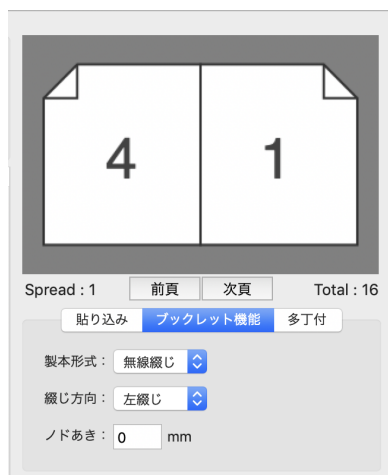 4 1
Spread : 1 前頁 次頁 Total : 16
貼り込み ブックレット機能 多丁付
製本形式： 無線綴じ
綴じ方向： 左綴じ
ノドあき： 0 mm